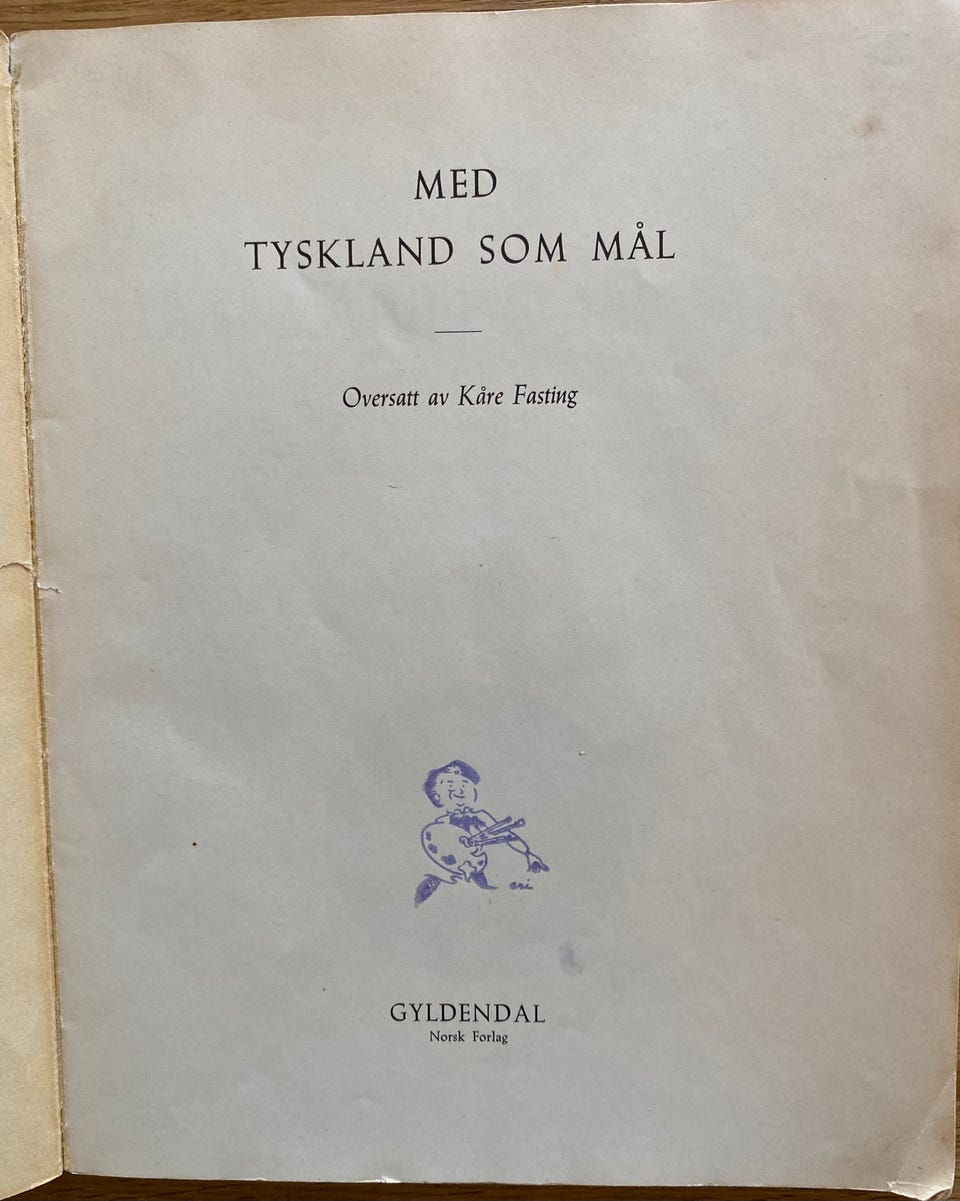 MED
TYSKLAND SOM MÅL
Oversatt av Kåre Fasting
GYLDENDAL
Norsk Forlag